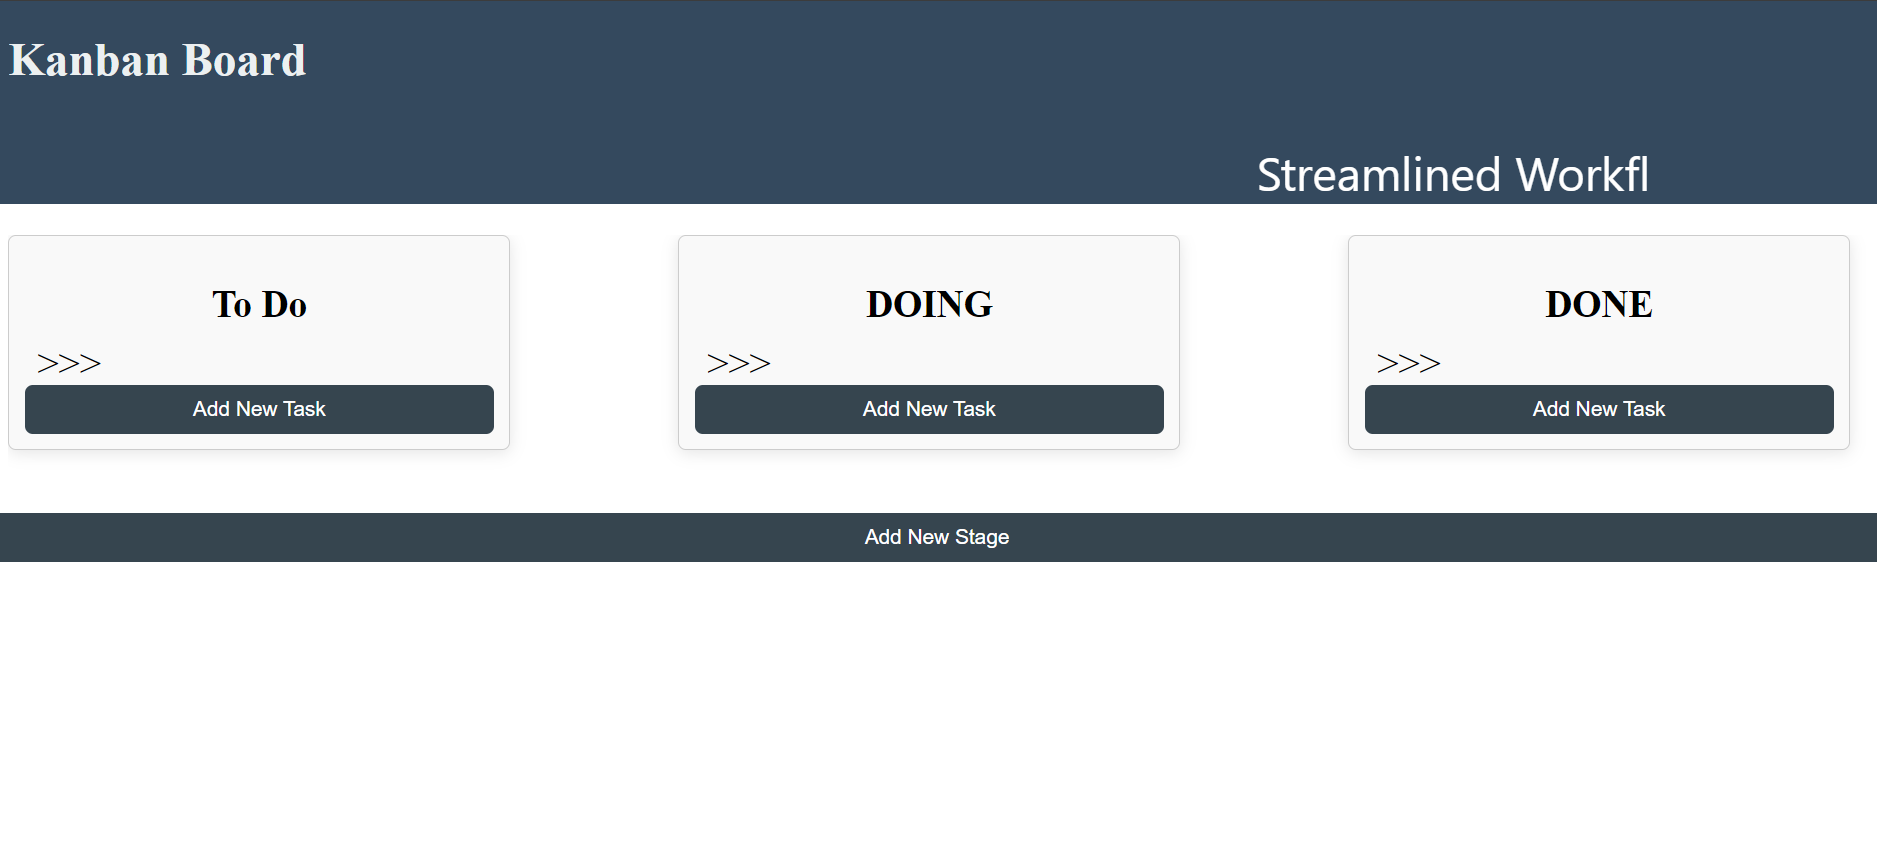 Kanban Board
Streamlined Workfl
To Do
DOING
DONE
>>>
>>>
>>>
Add New Task
Add New Task
Add New Task
Add New Stage